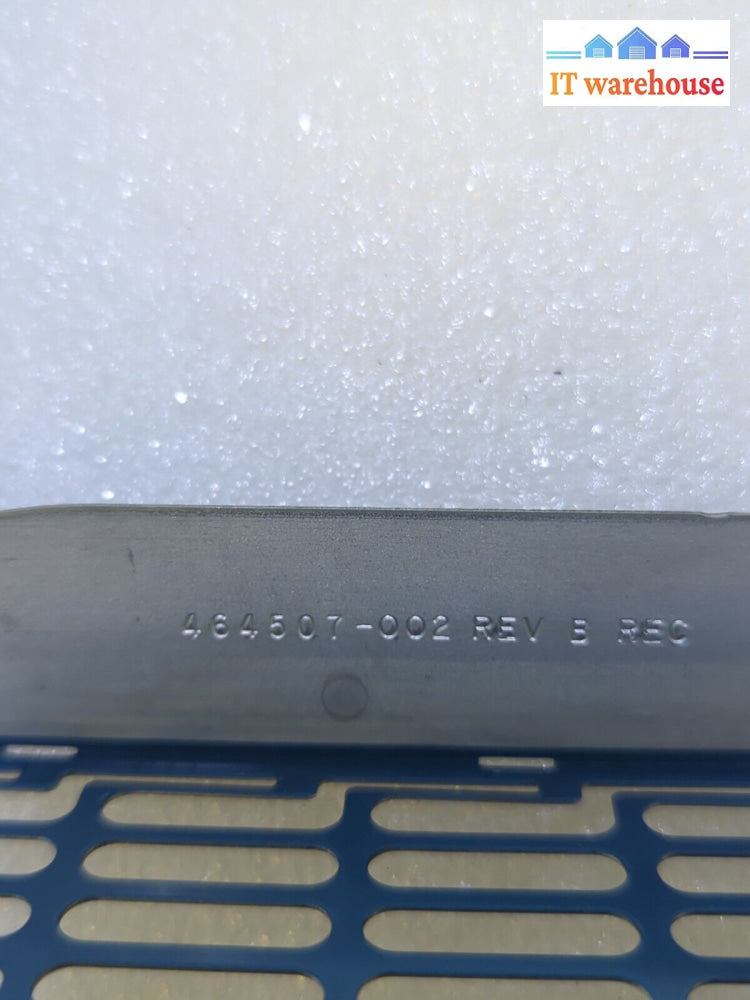 IT warehouse
464507-002 REV B REC